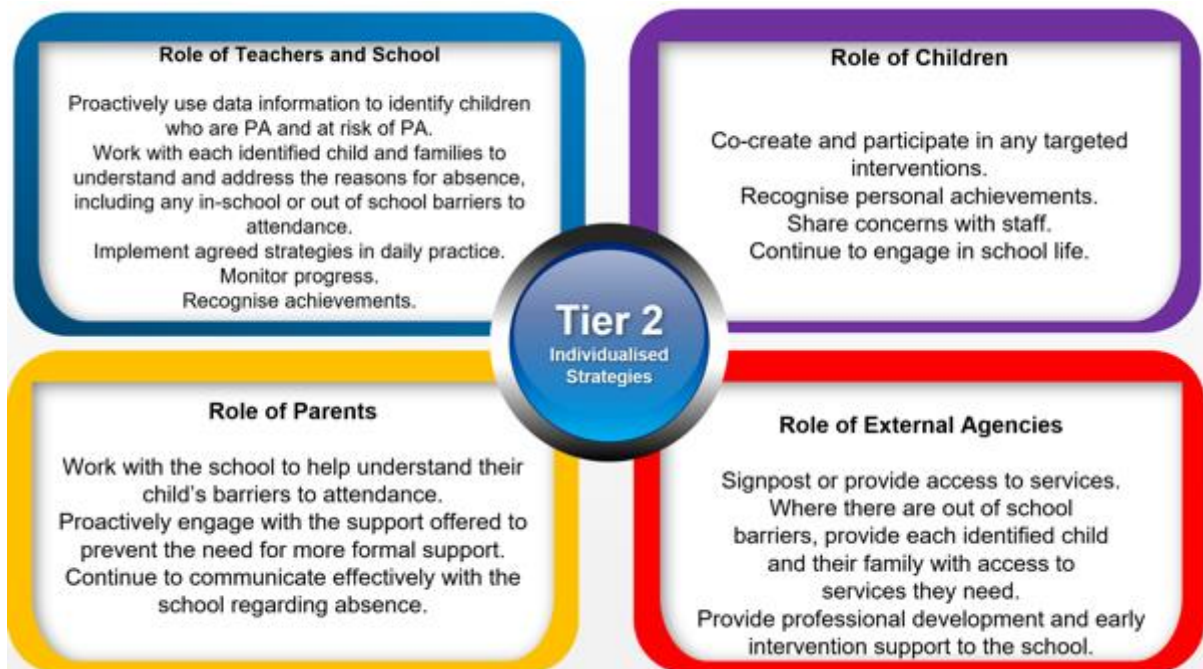 Role of Teachers and School
Proactively use data information to identify children
who are PA and at risk of PA.
Work with each identified child and families to
understand and address the reasons for absence,
including any in-school or out of school barriers to
attendance.
Implement agreed strategies in daily practice.
Monitor progress.
Recognise achievements.
Role of Children
Co-create and participate in any targeted
interventions.
Recognise personal achievements.
Share concerns with staff.
Continue to engage in school life.
Tier 2
Individualised
Strategies
Role of Parents
Work with the school to help understand their
child's barriers to attendance.
Proactively engage with the support offered to
prevent the need for more formal support.
Continue to communicate effectively with the
school regarding absence.
Role of External Agencies
Signpost or provide access to services.
Where there are out of school
barriers, provide each identified child
and their family with access to
services they need.
Provide professional development and early
intervention support to the school.